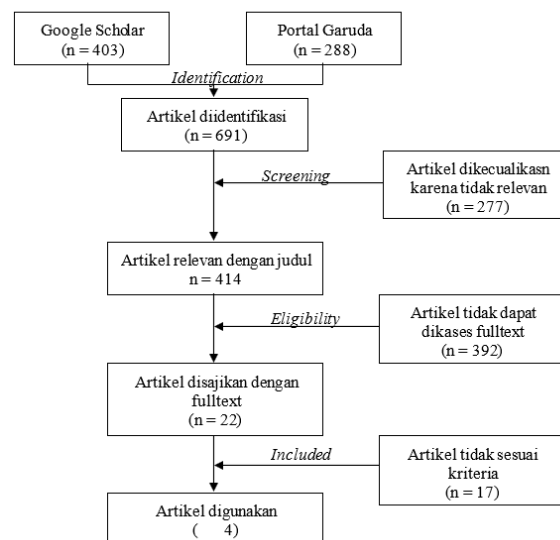 Google Scholar
(n = 403)
Portal Garuda
(n = 288)
Identification
Artikel diidentifikasi
(n = 691)
Screening
Artikel dikecualikasn
karena tidak relevan
(n = 277)
Artikel relevan dengan judul
n = 414
Eligibility
Artikel tidak dapat
dikases fulltext
(n = 392)
Artikel disajikan dengan
fulltext
(n = 22)
Included
Artikel tidak sesuai
kriteria
(n = 17)
Artikel digunakan
( 4)